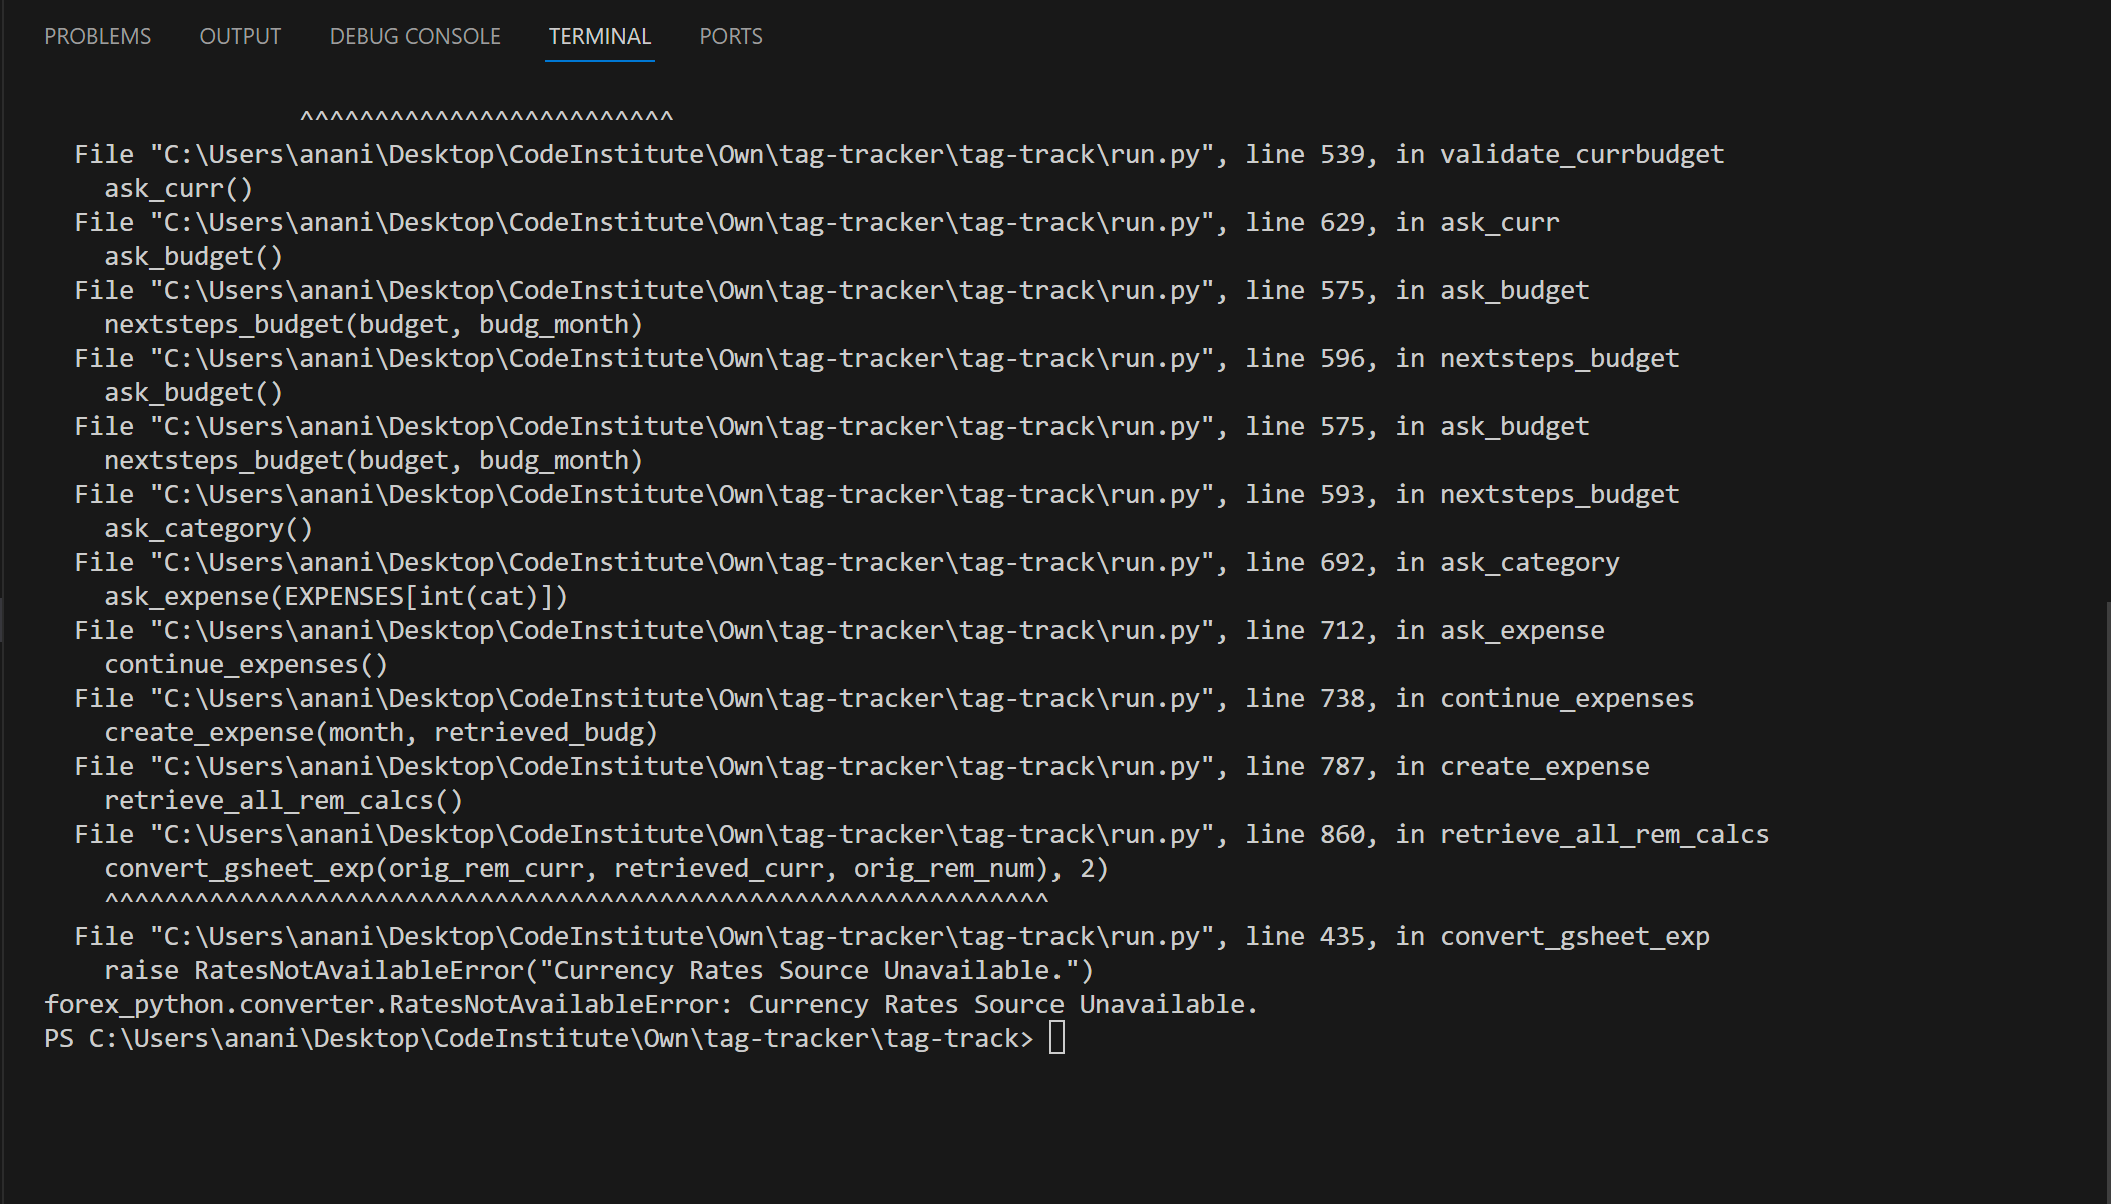 PROBLEMS OUTPUT DEBUG CONSOLE TERMINAL PORTS
^^^^^^^^^^^^^^^^^^^^^^^^^
File "C:\Users\anani\Desktop\CodeInstitute\Own\tag-tracker\tag-track\run.py", line 539, in validate_currbudget
ask_curr()
File "C:\Users\anani\Desktop\CodeInstitute\Own\tag-tracker\tag-track\run.py", line 629, in ask_curr
ask_budget()
File "C:\Users\anani\Desktop\CodeInstitute\Own\tag-tracker\tag-track\run.py", line 575, in ask_budget
nextsteps_budget(budget, budg_month)
File "C:\Users\anani\Desktop\CodeInstitute\Own\tag-tracker\tag-track\run.py", line 596, in nextsteps_budget
ask_budget()
File "C:\Users\anani\Desktop\CodeInstitute\Own\tag-tracker\tag-track\run.py", line 575, in ask_budget
nextsteps_budget(budget, budg_month)
File "C:\Users\anani\Desktop\CodeInstitute\Own\tag-tracker\tag-track\run.py", line 593, in nextsteps_budget
ask_category()
File "C:\Users\anani\Desktop\CodeInstitute\Own\tag-tracker\tag-track\run.py", line 692, in ask_category
ask_expense(EXPENSES[int(cat)])
File "C:\Users\anani\Desktop\CodeInstitute\Own\tag-tracker\tag-track\run.py", line 712, in ask_expense
continue_expenses()
File "C:\Users\anani\Desktop\CodeInstitute\Own\tag-tracker\tag-track\run.py", line 738, in continue_expenses
create_expense(month, retrieved_budg)
File "C:\Users\anani\Desktop\CodeInstitute\Own\tag-tracker\tag-track\run.py", line 787, in create_expense
retrieve_all_rem_calcs()
File "C:\Users\anani\Desktop\CodeInstitute\Own\tag-tracker\tag-track\run.py", line 860, in retrieve_all_rem_calcs
convert_gsheet_exp(orig_rem_curr, retrieved_curr, orig_rem_num), 2)
^^^^^^^^^^^^^^^^^^^^^^^^^^^^^^^^^^^^^^^^^^^^^^^^^^^^^^^^^^^^^^^
File "C:\Users\anani\Desktop\CodeInstitute\Own\tag-tracker\tag-track\run.py", line 435, in convert_gsheet_exp
raise RatesNotAvailableError("Currency Rates Source Unavailable.")
forex_python.converter.RatesNotAvailableError: Currency Rates Source Unavailable.
PS C:\Users\anani\Desktop\CodeInstitute\Own\tag-tracker\tag-track>